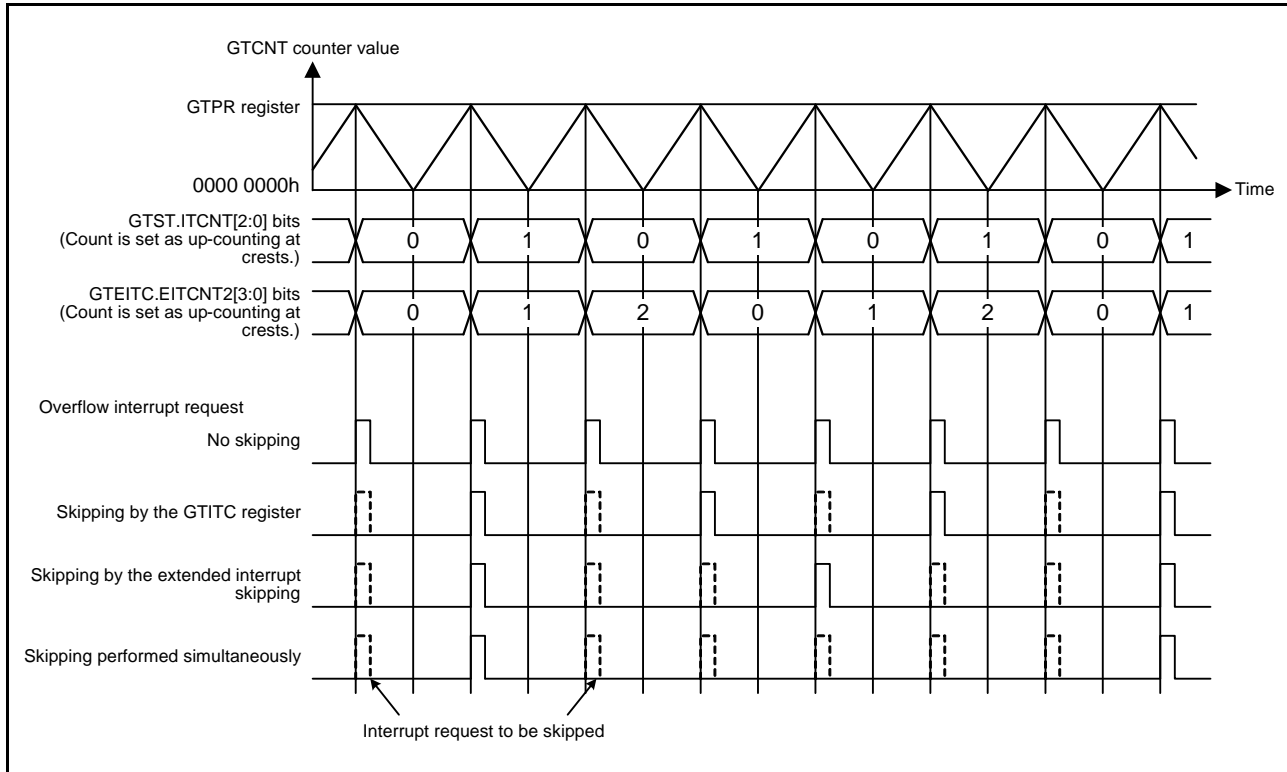 GTCNT counter value
GTPR register
0000 0000h
Time
GTST.ITCNT[2:0] bits
(Count is set as up-counting at
crests.)
0 1 0 1 0 1 0 1
GTEITC.EITCNT2[3:0] bits
(Count is set as up-counting at
crests.)
0 1 2 0 1 2 0 1
Overflow interrupt request
No skipping
Skipping by the GTITC register
Skipping by the extended interrupt
skipping
Skipping performed simultaneously
Interrupt request to be skipped